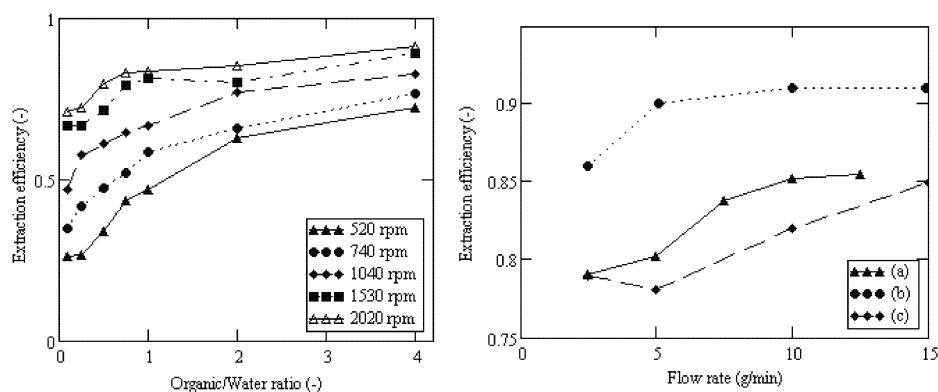 1
0.5
0
Extraction efficiency (-)
520 rpm
740 rpm
1040 rpm
1530 rpm
2020 rpm
0 1 2 3 4
Organic/Water ratio (-)
0.9
0.85
0.8
0.75
Extraction efficiency (-)
(a)
(b)
(c)
0 5 10 15
Flow rate (g/min)